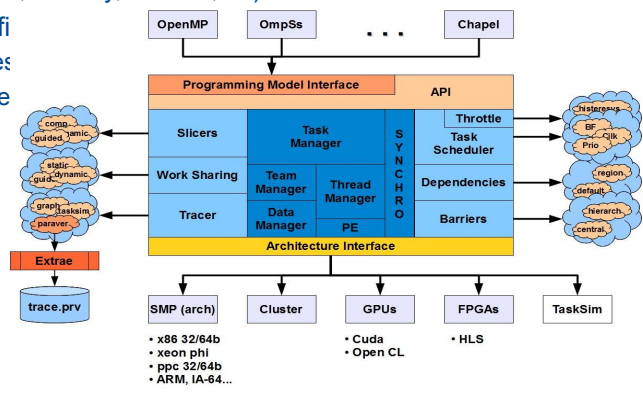 OpenMP
OmpSs
. . .
Chapel
Programming Model Interface
API
Slicers
Work Sharing
Tracer
Task
Manager
Team
Manager
Data
Manager
Thread
Manager
PE
S
Y
N
C
H
R
O
Throttle
Task
Scheduler
Dependencies
Barriers
Architecture Interface
comp.
guided
static
dynamic.
graph
tasksim
paraver.
Extrae
trace.prv
histeresys
BF
Cilk
Prio
region.
default
hierarch.
central.
SMP (arch)
Cluster
GPUs
FPGAs
TaskSim
• x86 32/64b
• xeon phi
• ppc 32/64b
• ARM, IA-64...
• Cuda
• Open CL
• HLS